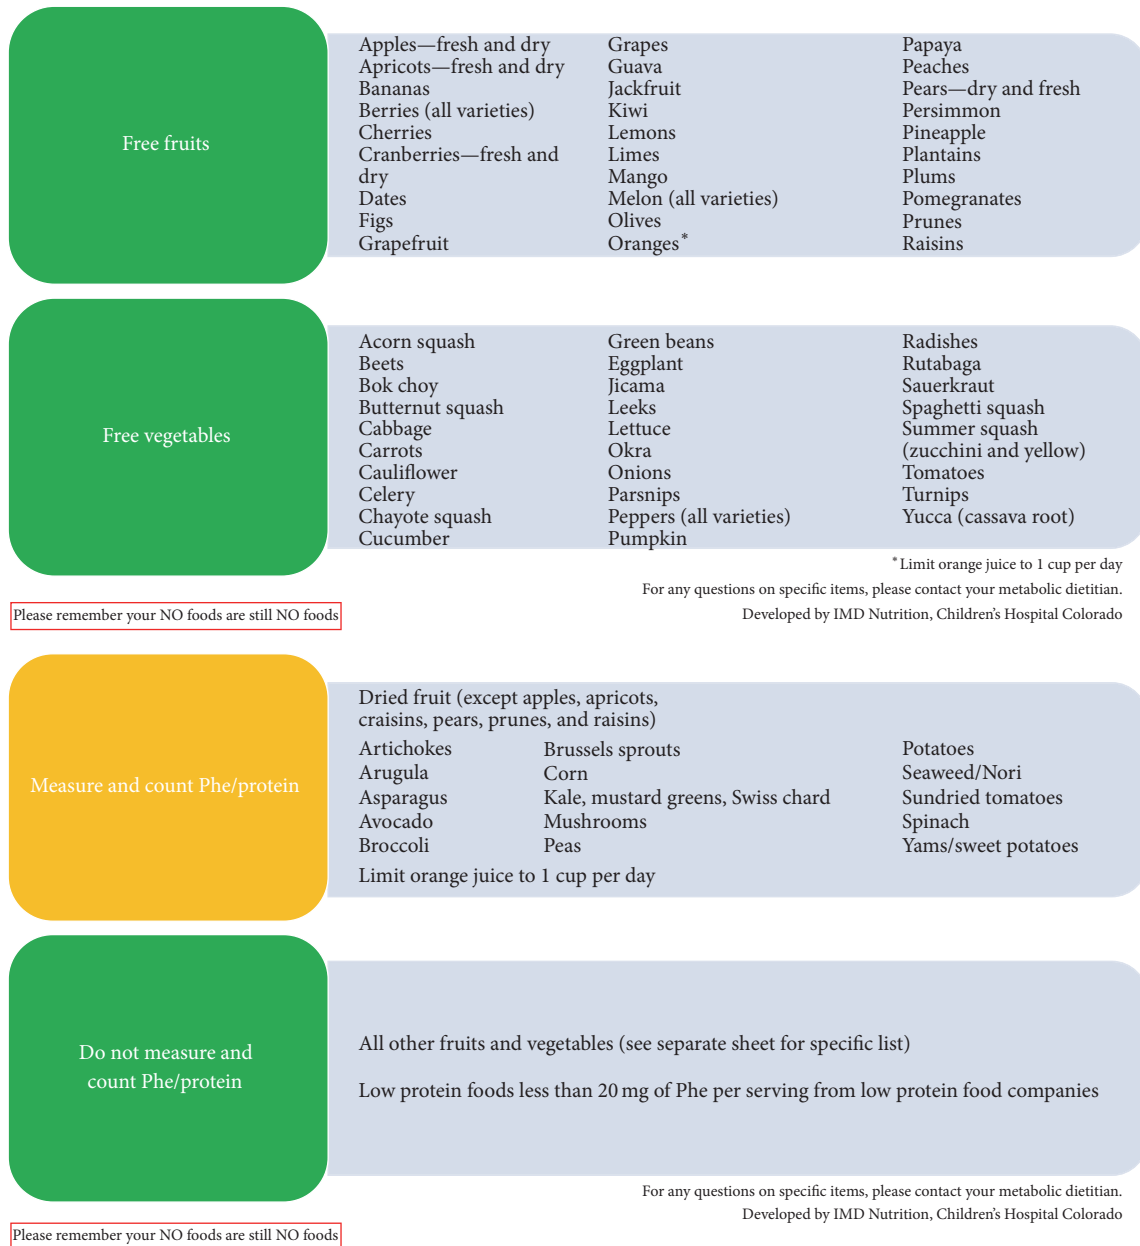 Free fruits
Apples—fresh and dry
Apricots—fresh and dry
Bananas
Berries (all varieties)
Cherries
Cranberries—fresh and
dry
Dates
Figs
Grapefruit
Grapes
Guava
Jackfruit
Kiwi
Lemons
Limes
Mango
Melon (all varieties)
Olives
Oranges*
Papaya
Peaches
Pears—dry and fresh
Persimmon
Pineapple
Plantains
Plums
Pomegranates
Prunes
Raisins
Free vegetables
Acorn squash
Beets
Bok choy
Butternut squash
Cabbage
Carrots
Cauliflower
Celery
Chayote squash
Cucumber
Green beans
Eggplant
Jicama
Leeks
Lettuce
Okra
Onions
Parsnips
Peppers (all varieties)
Pumpkin
Radishes
Rutabaga
Sauerkraut
Spaghetti squash
Summer squash
(zucchini and yellow)
Tomatoes
Turnips
Yucca (cassava root)
*Limit orange juice to 1 cup per day
For any questions on specific items, please contact your metabolic dietitian.
Developed by IMD Nutrition, Children's Hospital Colorado
Please remember your NO foods are still NO foods
Measure and count Phe/protein
Dried fruit (except apples, apricots,
craisins, pears, prunes, and raisins)
Artichokes
Arugula
Asparagus
Avocado
Broccoli
Brussels sprouts
Corn
Kale, mustard greens, Swiss chard
Mushrooms
Peas
Potatoes
Seaweed/Nori
Sundried tomatoes
Spinach
Yams/sweet potatoes
Limit orange juice to 1 cup per day
Do not measure and
count Phe/protein
All other fruits and vegetables (see separate sheet for specific list)
Low protein foods less than 20 mg of Phe per serving from low protein food companies
For any questions on specific items, please contact your metabolic dietitian.
Developed by IMD Nutrition, Children's Hospital Colorado
Please remember your NO foods are still NO foods